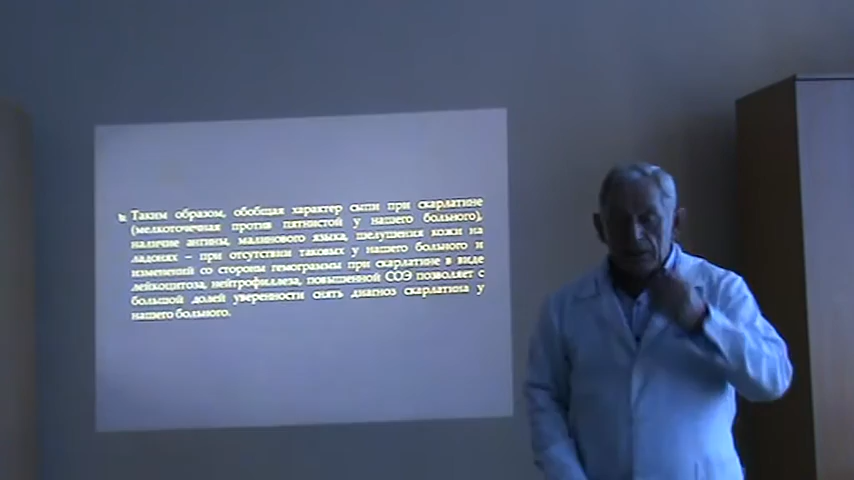 Таким образом, обобщая характер сыпи при скарлатине
(мелкоточечная против пятнистой у нашего больного),
наличие ангины, малинового языка, шелушения кожи на
ладонях – при отсутствии таковых у нашего больного и
изменений со стороны гемограммы при скарлатине в виде
лейкоцитоза, нейтрофиллеза, повышенной СОЭ позволяет с
большой долей уверенности снять диагноз скарлатина у
нашего больного.